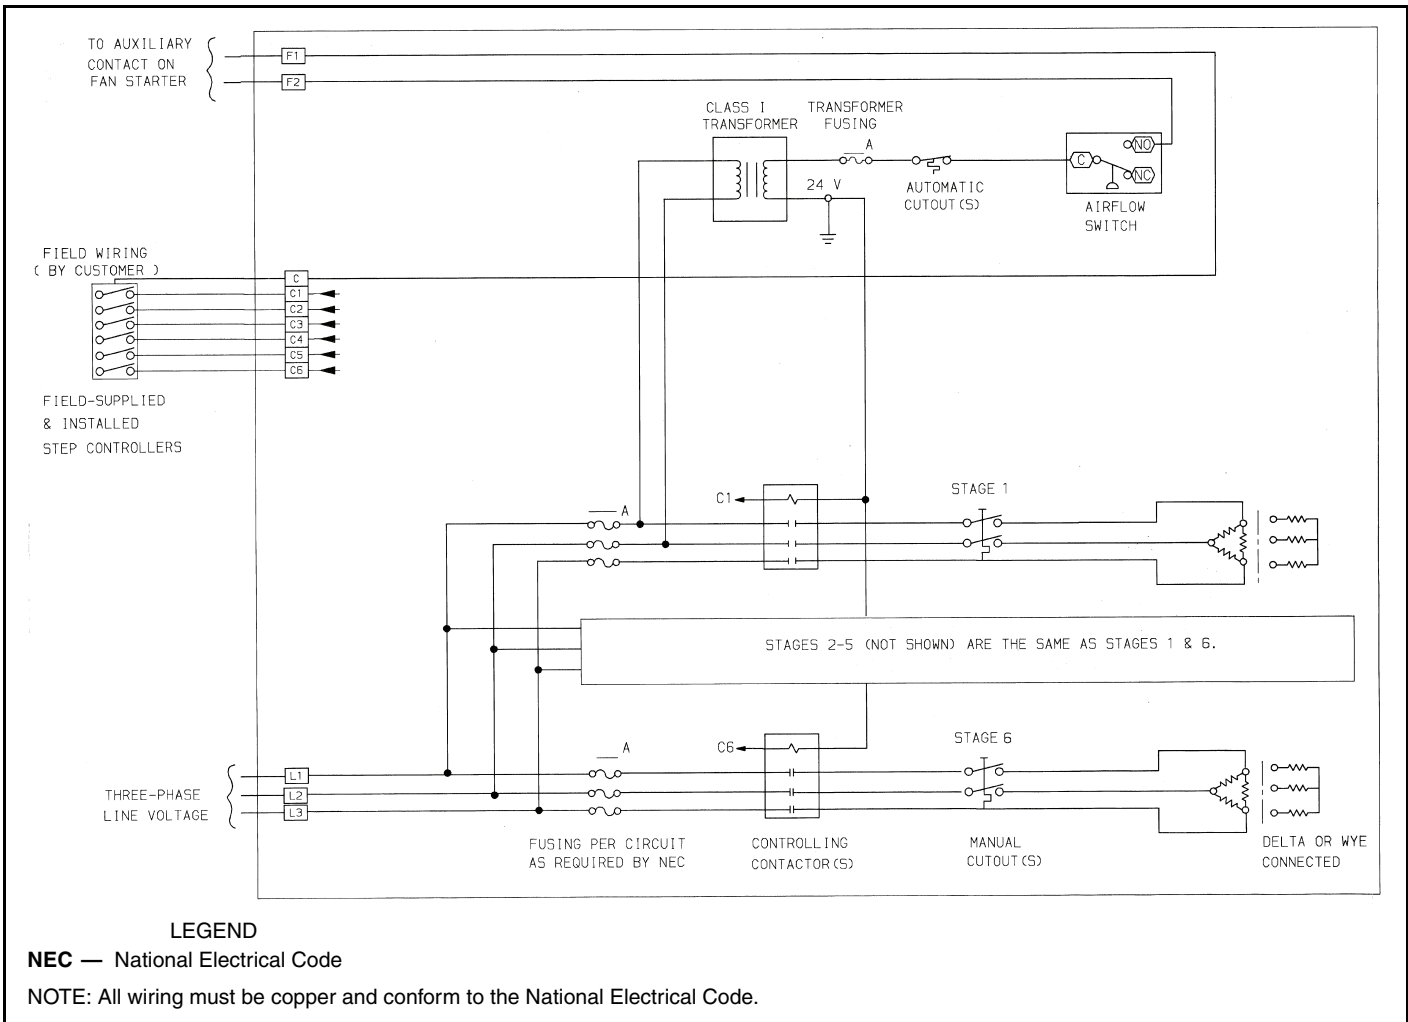 TO AUXILIARY
CONTACT ON
FAN STARTER
F1
F2
CLASS I
TRANSFORMER
TRANSFORMER
FUSING
A
24 V
AUTOMATIC
CUTOUT(S)
C
NO
NC
AIRFLOW
SWITCH
FIELD WIRING
( BY CUSTOMER )
C
C1
C2
C3
C4
C5
C6
FIELD-SUPPLIED
& INSTALLED
STEP CONTROLLERS
A
C1
STAGE 1
STAGES 2-5 (NOT SHOWN) ARE THE SAME AS STAGES 1 & 6.
A
C6
STAGE 6
THREE-PHASE
LINE VOLTAGE
L1
L2
L3
FUSING PER CIRCUIT
AS REQUIRED BY NEC
CONTROLLING
CONTACTOR(S)
MANUAL
CUTOUT(S)
DELTA OR WYE
CONNECTED
LEGEND
NEC — National Electrical Code
NOTE: All wiring must be copper and conform to the National Electrical Code.